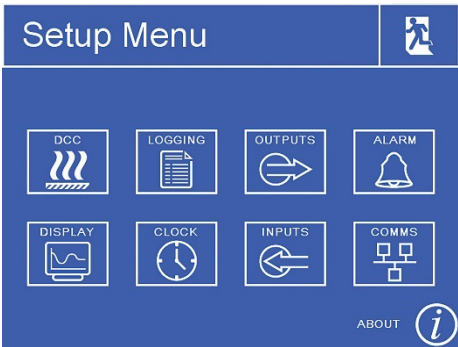 Setup Menu
DCC LOGGING OUTPUTS ALARM
DISPLAY CLOCK INPUTS COMMS
ABOUT i